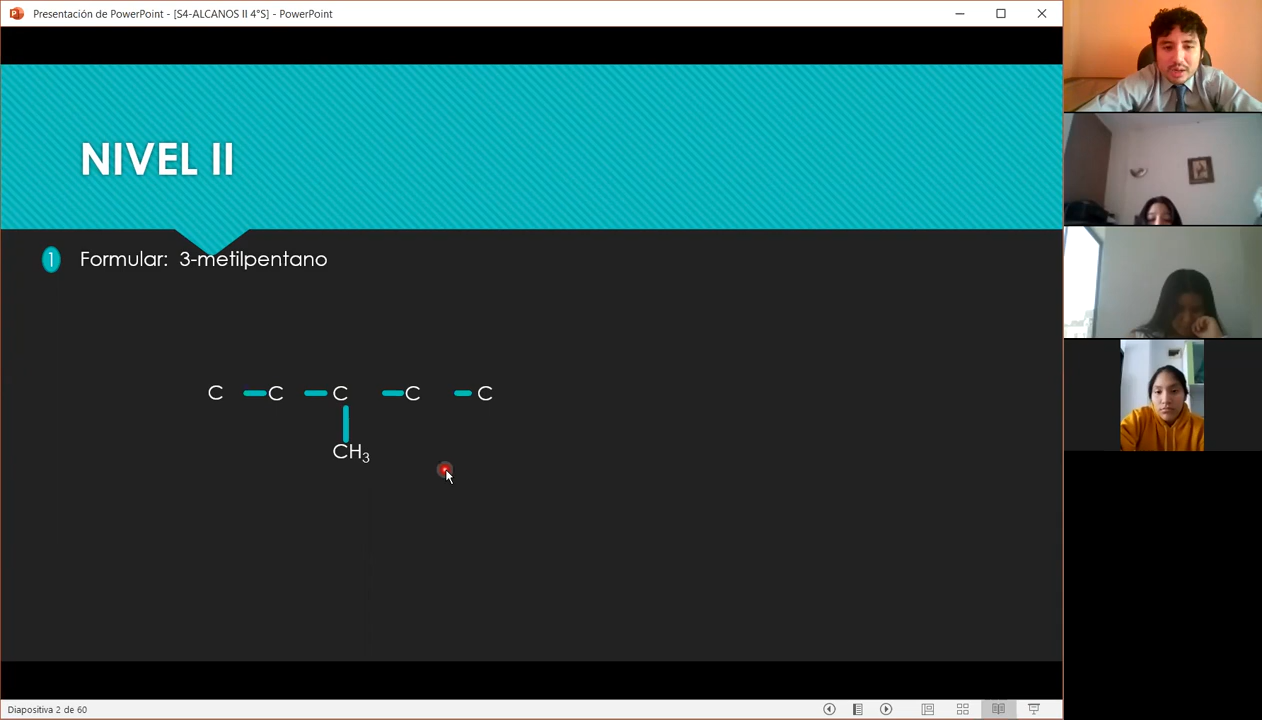 Presentación de PowerPoint - [S4-ALCANOS II 4°S] - PowerPoint
NIVEL II
1 Formular: 3-metilpentano
C C C C C
CH₃
Diapositiva 2 de 60